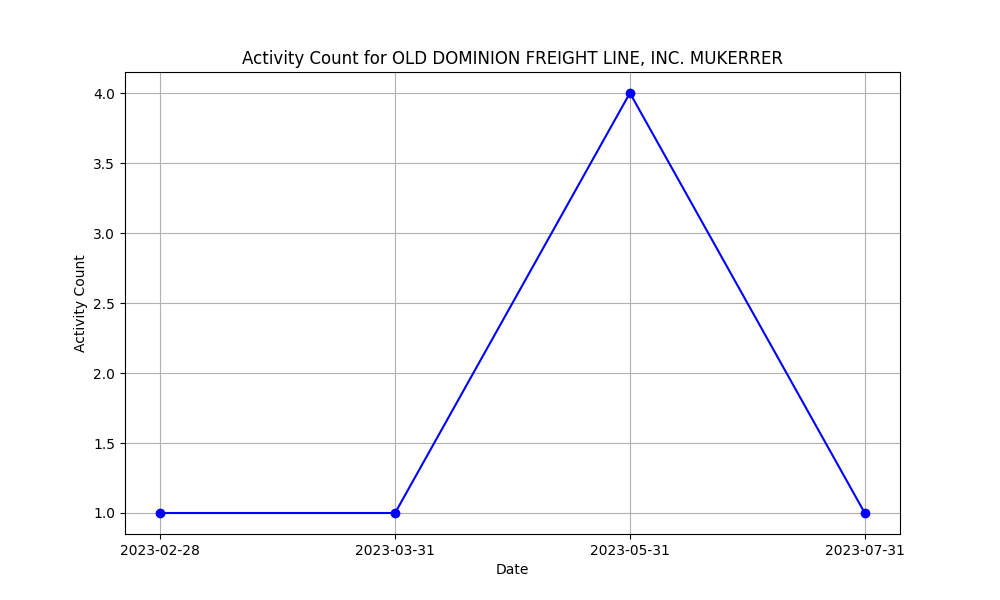 Activity Count for OLD DOMINION FREIGHT LINE, INC. MUKERRER
Activity Count
4.0
3.5
3.0
2.5
2.0
1.5
1.0
2023-02-28 2023-03-31 2023-05-31 2023-07-31
Date